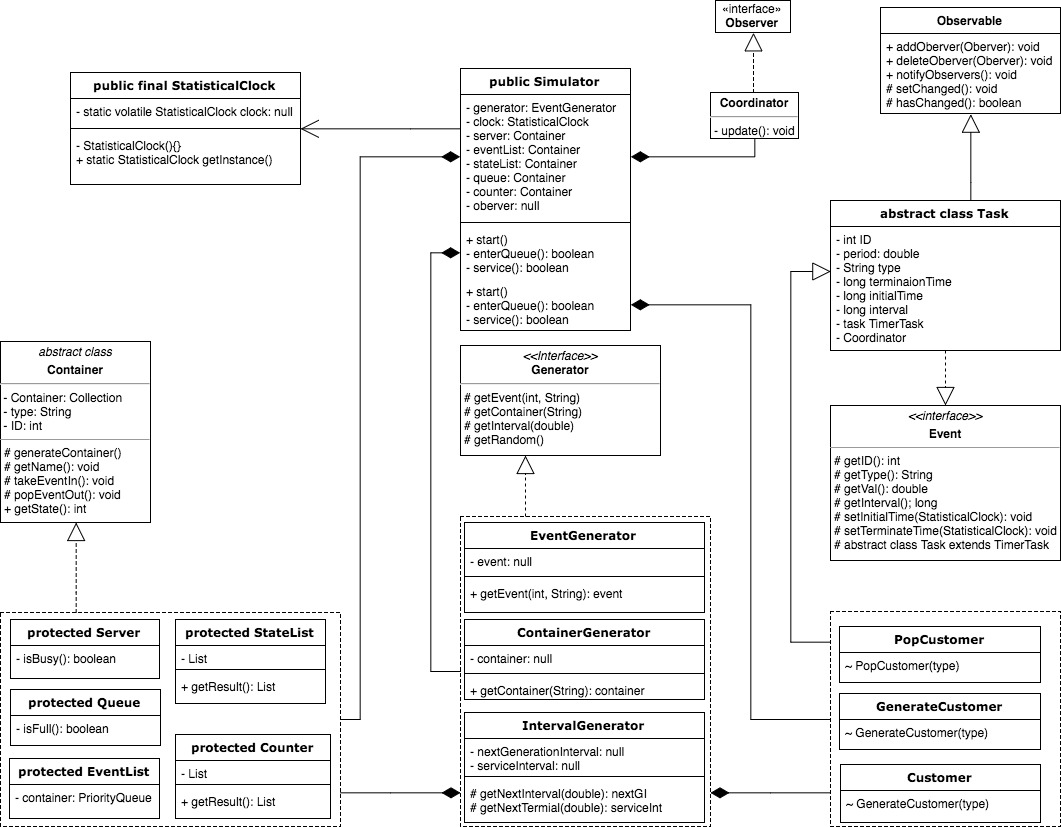 «interface»
Observer
Observable
+ addOberver(Oberver): void
+ deleteOberver(Oberver): void
+ notifyObservers(): void
# setChanged(): void
# hasChanged(): boolean
public final StatisticalClock
- static volatile StatisticalClock clock: null
- StatisticalClock(){}
+ static StatisticalClock getInstance()
public Simulator
- generator: EventGenerator
- clock: StatisticalClock
- server: Container
- eventList: Container
- stateList: Container
- queue: Container
- counter: Container
- oberver: null
+ start()
- enterQueue(): boolean
- service(): boolean
+ start()
- enterQueue(): boolean
- service(): boolean
Coordinator
- update(): void
abstract class Task
- int ID
- period: double
- String type
- long terminaionTime
- long initialTime
- long interval
- task TimerTask
- Coordinator
abstract class
Container
- Container: Collection
- type: String
- ID: int
# generateContainer()
# getName(): void
# takeEventIn(): void
# popEventOut(): void
+ getState(): int
<<Interface>>
Generator
# getEvent(int, String)
# getContainer(String)
# getInterval(double)
# getRandom()
<<interface>>
Event
# getID(): int
# getType(): String
# getVal(): double
# getInterval(); long
# setInitialTime(StatisticalClock): void
# setTerminateTime(StatisticalClock): void
# abstract class Task extends TimerTask
protected Server
- isBusy(): boolean
protected StateList
- List
+ getResult(): List
protected Queue
- isFull(): boolean
protected Counter
- List
+ getResult(): List
protected EventList
- container: PriorityQueue
EventGenerator
- event: null
+ getEvent(int, String): event
ContainerGenerator
- container: null
+ getContainer(String): container
IntervalGenerator
- nextGenerationInterval: null
- serviceInterval: null
# getNextInterval(double): nextGI
# getNextTermial(double): serviceInt
PopCustomer
~ PopCustomer(type)
GenerateCustomer
~ GenerateCustomer(type)
Customer
~ GenerateCustomer(type)